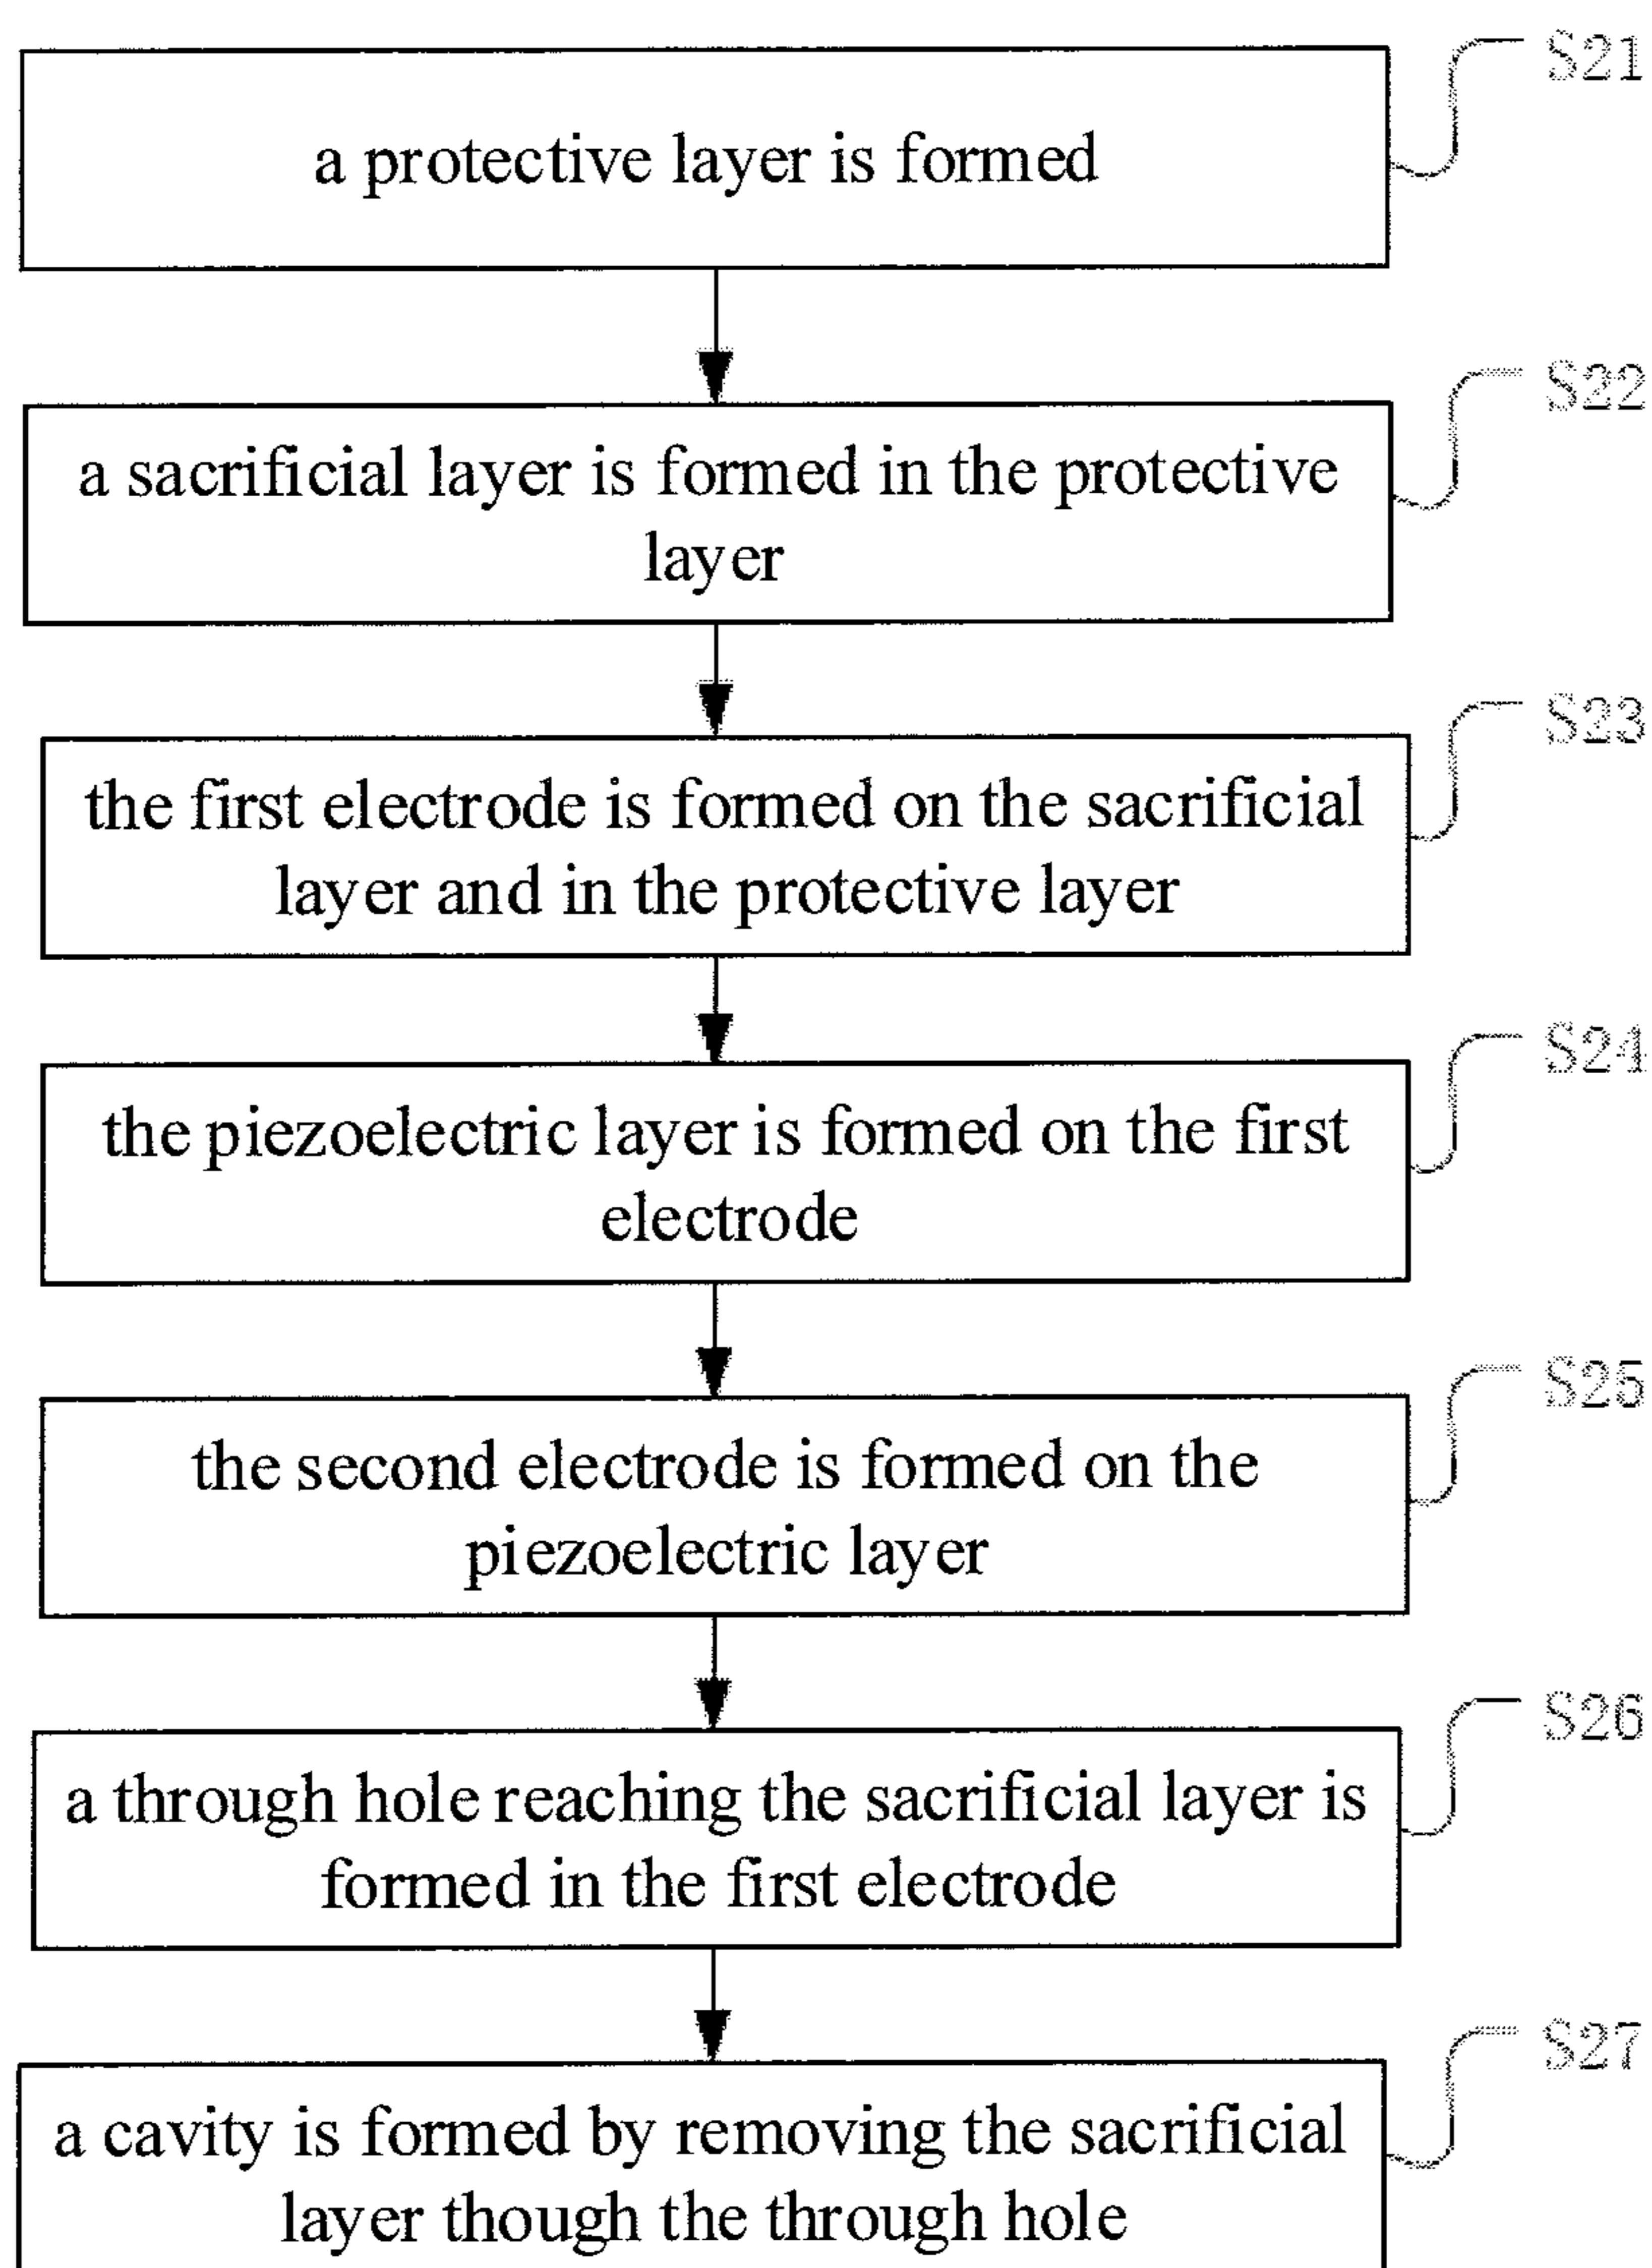 S21
a protective layer is formed
S22
a sacrificial layer is formed in the protective
layer
S23
the first electrode is formed on the sacrificial
layer and in the protective layer
S24
the piezoelectric layer is formed on the first
electrode
S25
the second electrode is formed on the
piezoelectric layer
S26
a through hole reaching the sacrificial layer is
formed in the first electrode
S27
a cavity is formed by removing the sacrificial
layer though the through hole